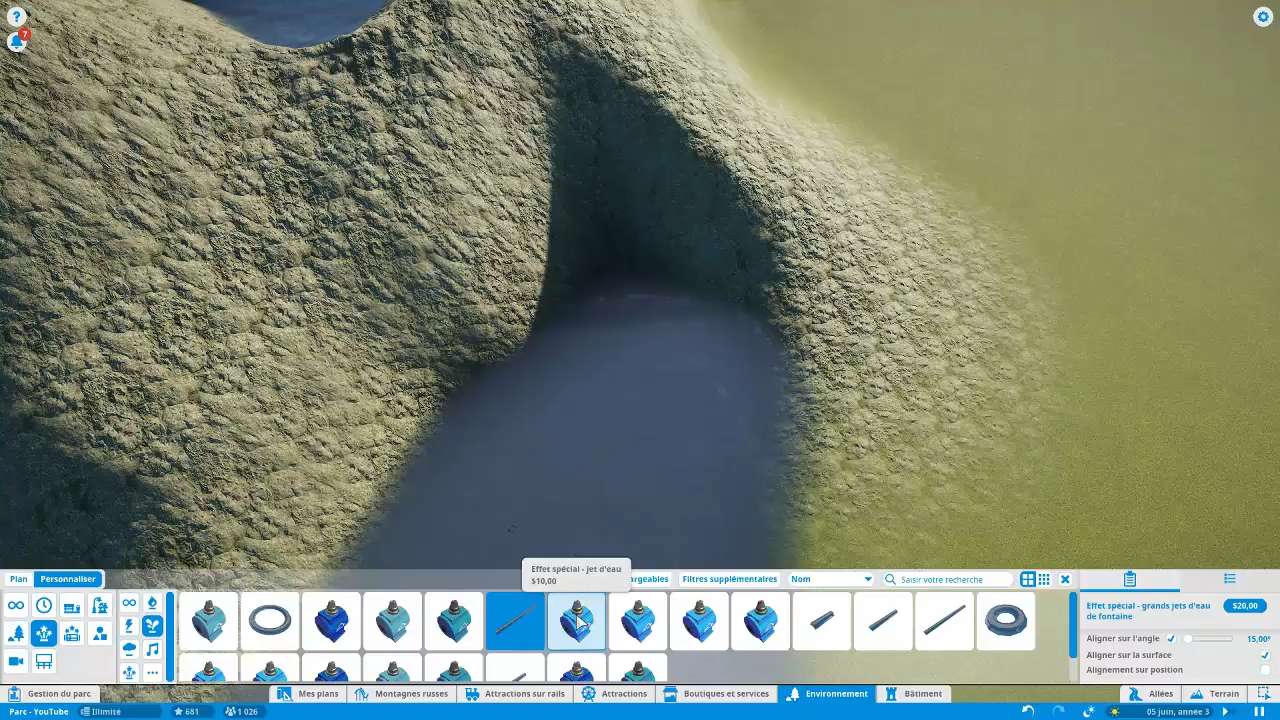 ?
7
Effet spécial - jet d'eau
$10,00
Plan
Personnaliser
argeables
Filtres supplémentaires
Nom
Saisir votre recherche
Effet spécial - grands jets d'eau
de fontaine
$20,00
Aligner sur l'angle
15,00°
Aligner sur la surface
Alignement sur position
Gestion du parc
Mes plans
Montagnes russes
Attractions sur rails
Attractions
Boutiques et services
Environnement
Bâtiment
Allées
Terrain
Parc - YouTube
Illimité
681
1 026
05 juin, année 3